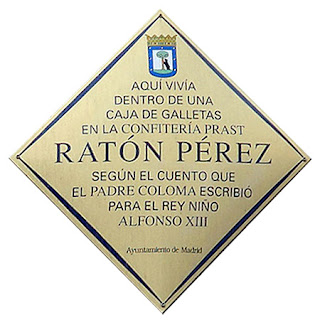 AQUÍ VIVÍA
DENTRO DE UNA
CAJA DE GALLETAS
EN LA CONFITERÍA PRAST
RATÓN PÉREZ
SEGÚN EL CUENTO QUE
EL PADRE COLOMA ESCRIBIÓ
PARA EL REY NIÑO
ALFONSO XIII
Ayuntamiento de Madrid